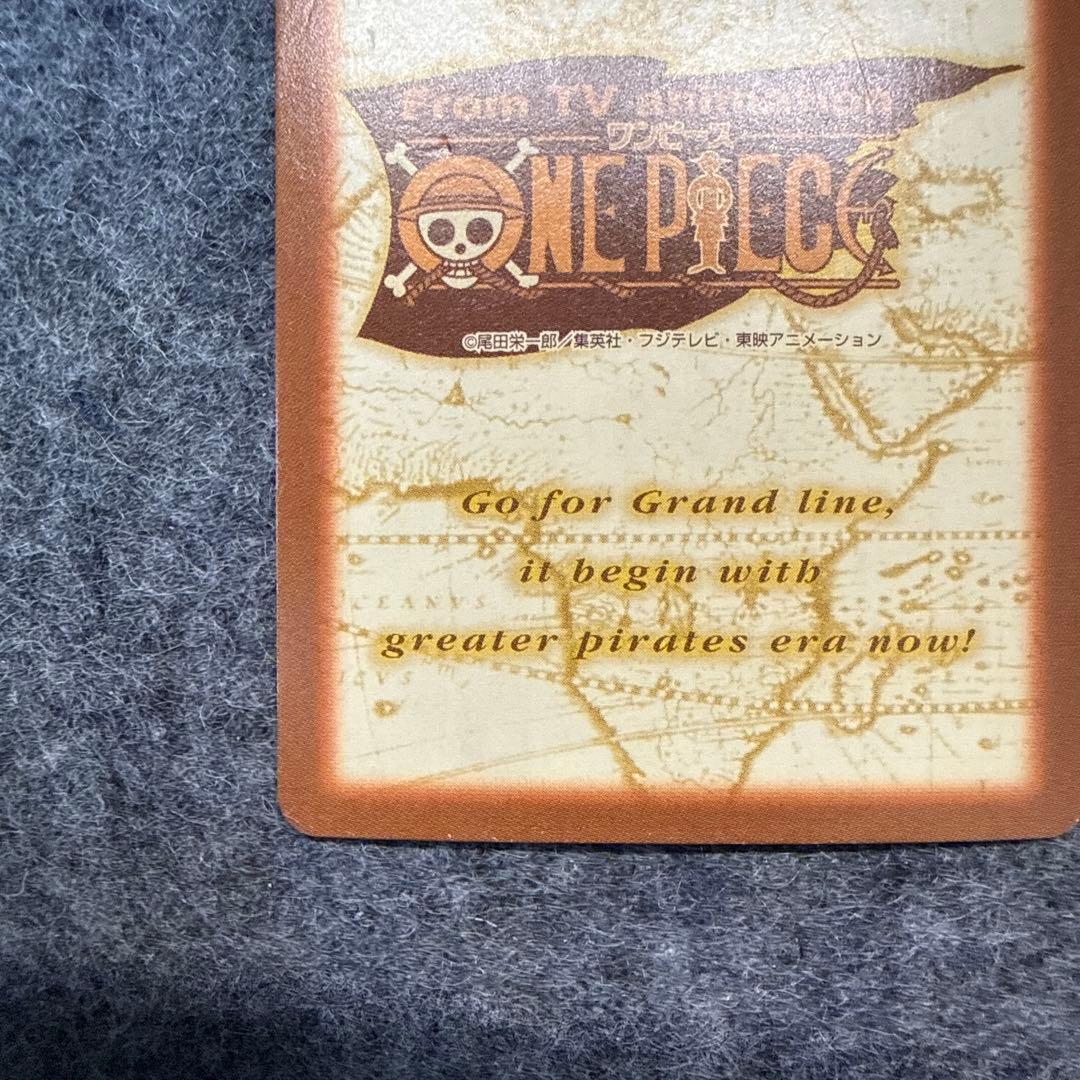 From TV animation
ワンピース
ONE PIECE
©尾田栄一郎／集英社・フジテレビ・東映アニメーション
Go for Grand line,
it begin with
CEANVS
greater pirates era now!